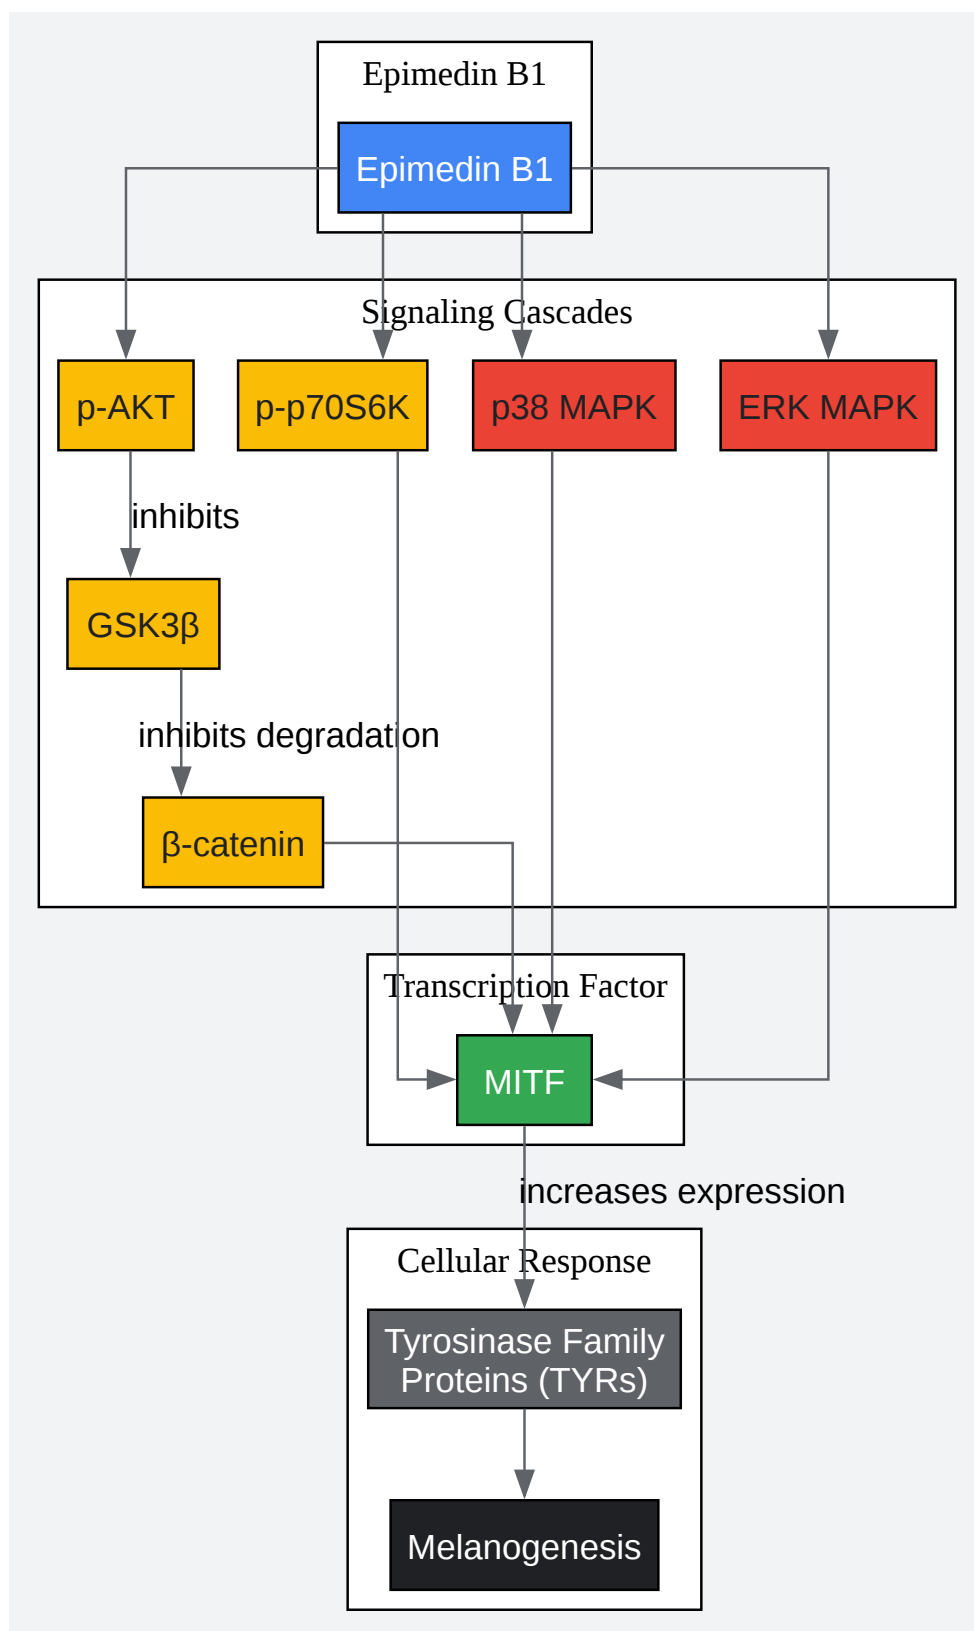 Epimedin B1
Epimedin B1
Signaling Cascades
p-AKT
p-p70S6K
p38 MAPK
ERK MAPK
inhibits
GSK3β
inhibits degradation
β-catenin
Transcription Factor
MITF
increases expression
Cellular Response
Tyrosinase Family
Proteins (TYRs)
Melanogenesis